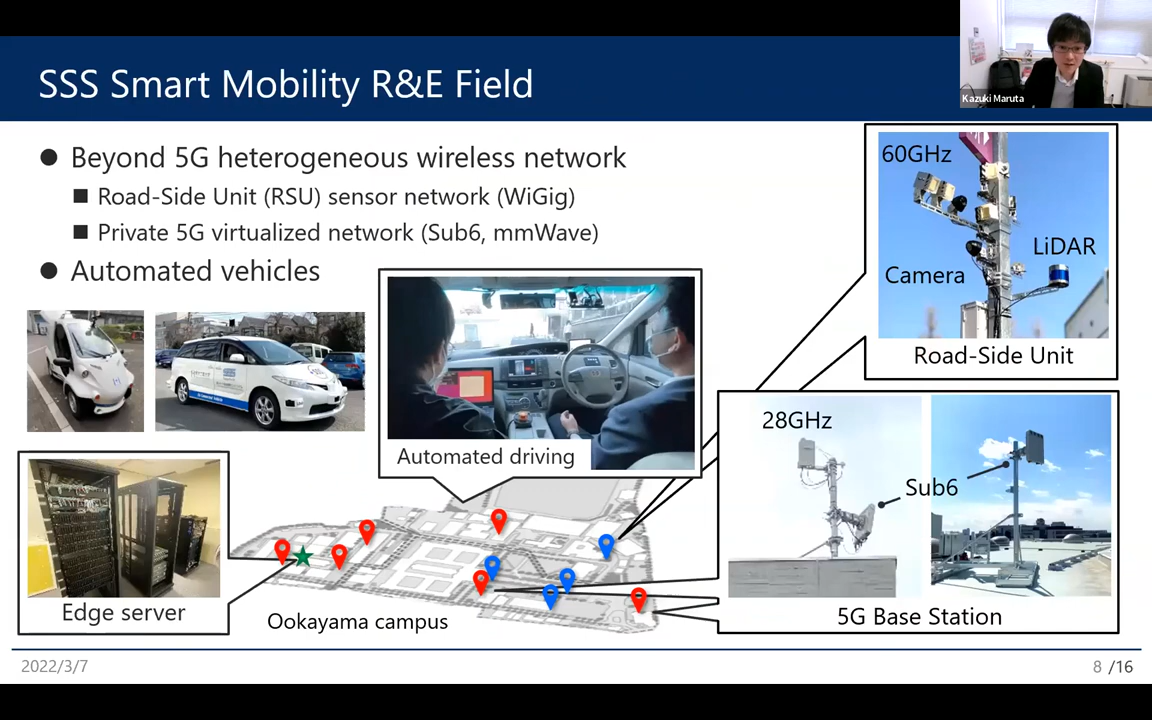 SSS Smart Mobility R&E Field
Kazuki Maruta
● Beyond 5G heterogeneous wireless network
■ Road-Side Unit (RSU) sensor network (WiGig)
■ Private 5G virtualized network (Sub6, mmWave)
● Automated vehicles
60GHz
LiDAR
Camera
Road-Side Unit
Automated driving
28GHz
Sub6
5G Base Station
Edge server
Ookayama campus
2022/3/7
8 /16